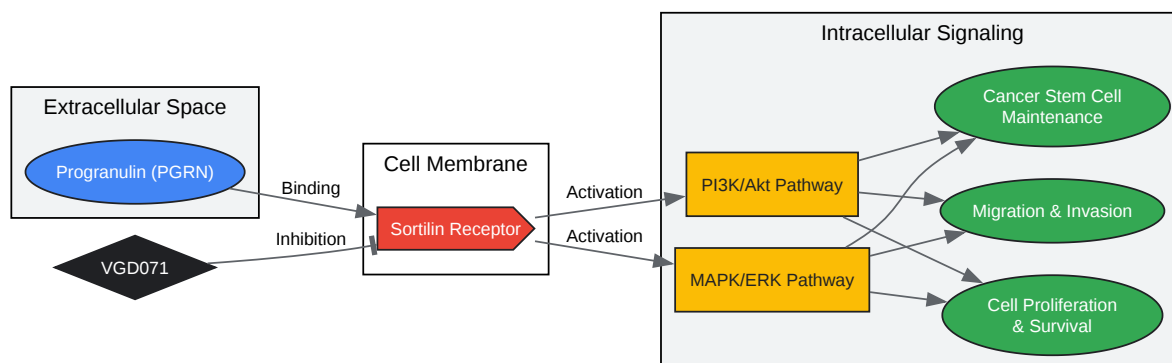 Extracellular Space
Progranulin (PGRN)
VGD071
Binding
Inhibition
Cell Membrane
Sortilin Receptor
Activation
Activation
Intracellular Signaling
PI3K/Akt Pathway
MAPK/ERK Pathway
Cancer Stem Cell
Maintenance
Migration & Invasion
Cell Proliferation
& Survival